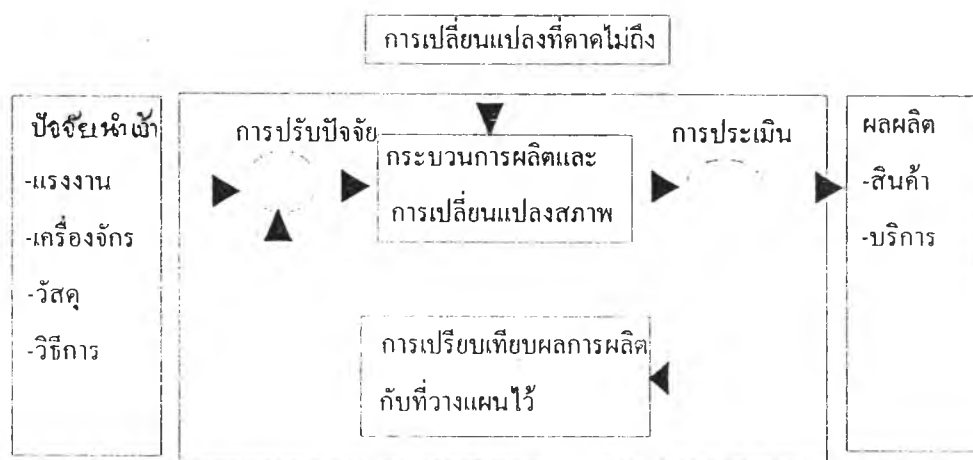 การเปลี่ยนแปลงที่คาดไม่ถึง
ปัจจัยนำเข้า
-แรงงาน
-เครื่องจักร
-วัสดุ
-วิธีการ
การปรับปัจจัย
กระบวนการผลิตและ
การเปลี่ยนแปลงสภาพ
การประเมิน
การเปรียบเทียบผลการผลิต
กับที่วางแผนไว้
ผลผลิต
-สินค้า
-บริการ